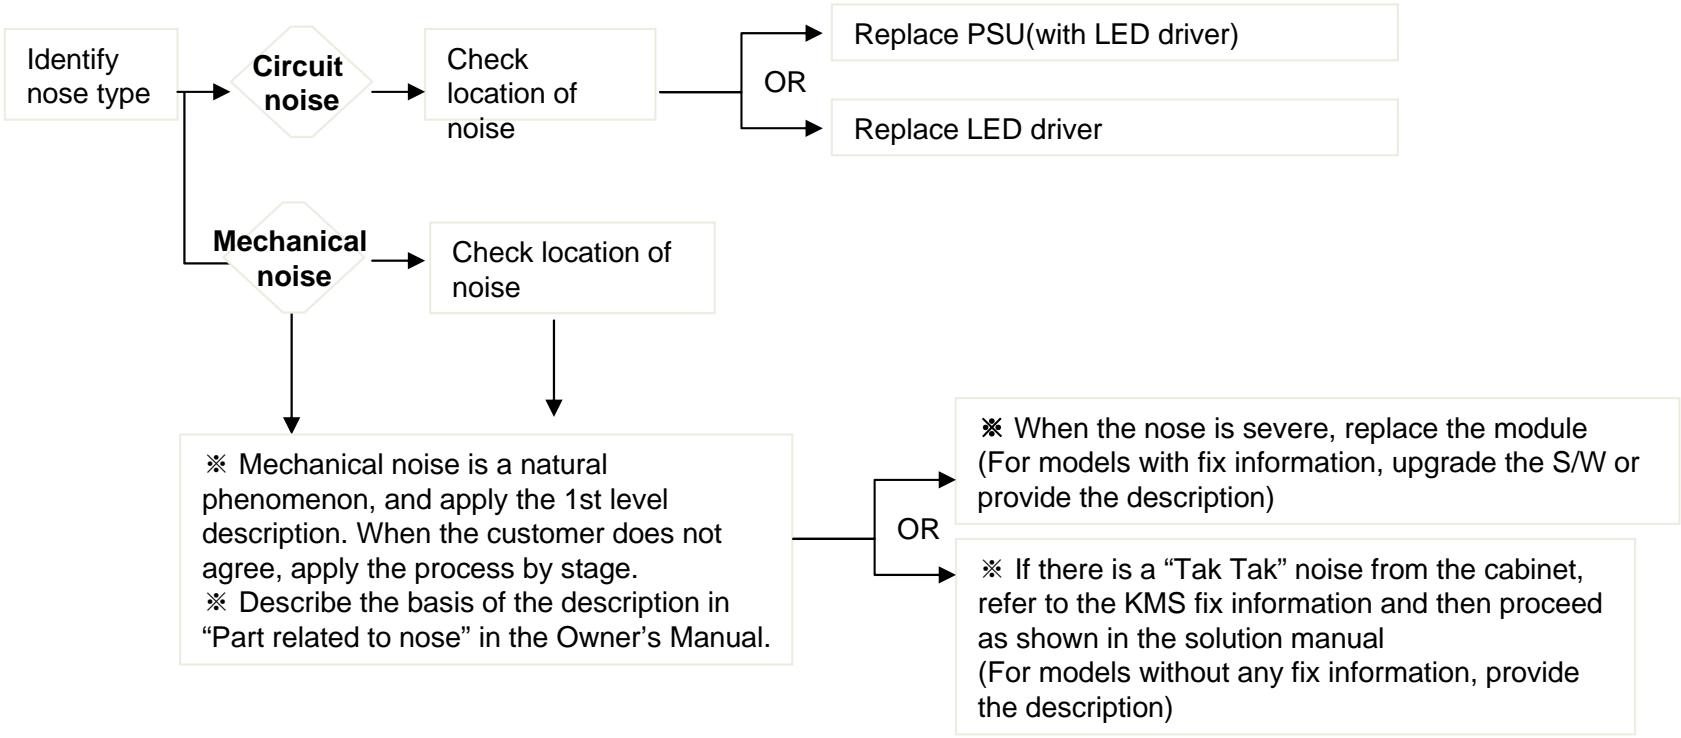 Identify
nose type
Circuit
noise
Check
location of
noise
Replace PSU(with LED driver)
OR
Replace LED driver
Mechanical
noise
Check location of
noise
※ Mechanical noise is a natural
phenomenon, and apply the 1st level
description. When the customer does not
agree, apply the process by stage.
※ Describe the basis of the description in
“Part related to nose” in the Owner’s Manual.
OR
※ When the nose is severe, replace the module
(For models with fix information, upgrade the S/W or
provide the description)
※ If there is a “Tak Tak” noise from the cabinet,
refer to the KMS fix information and then proceed
as shown in the solution manual
(For models without any fix information, provide
the description)